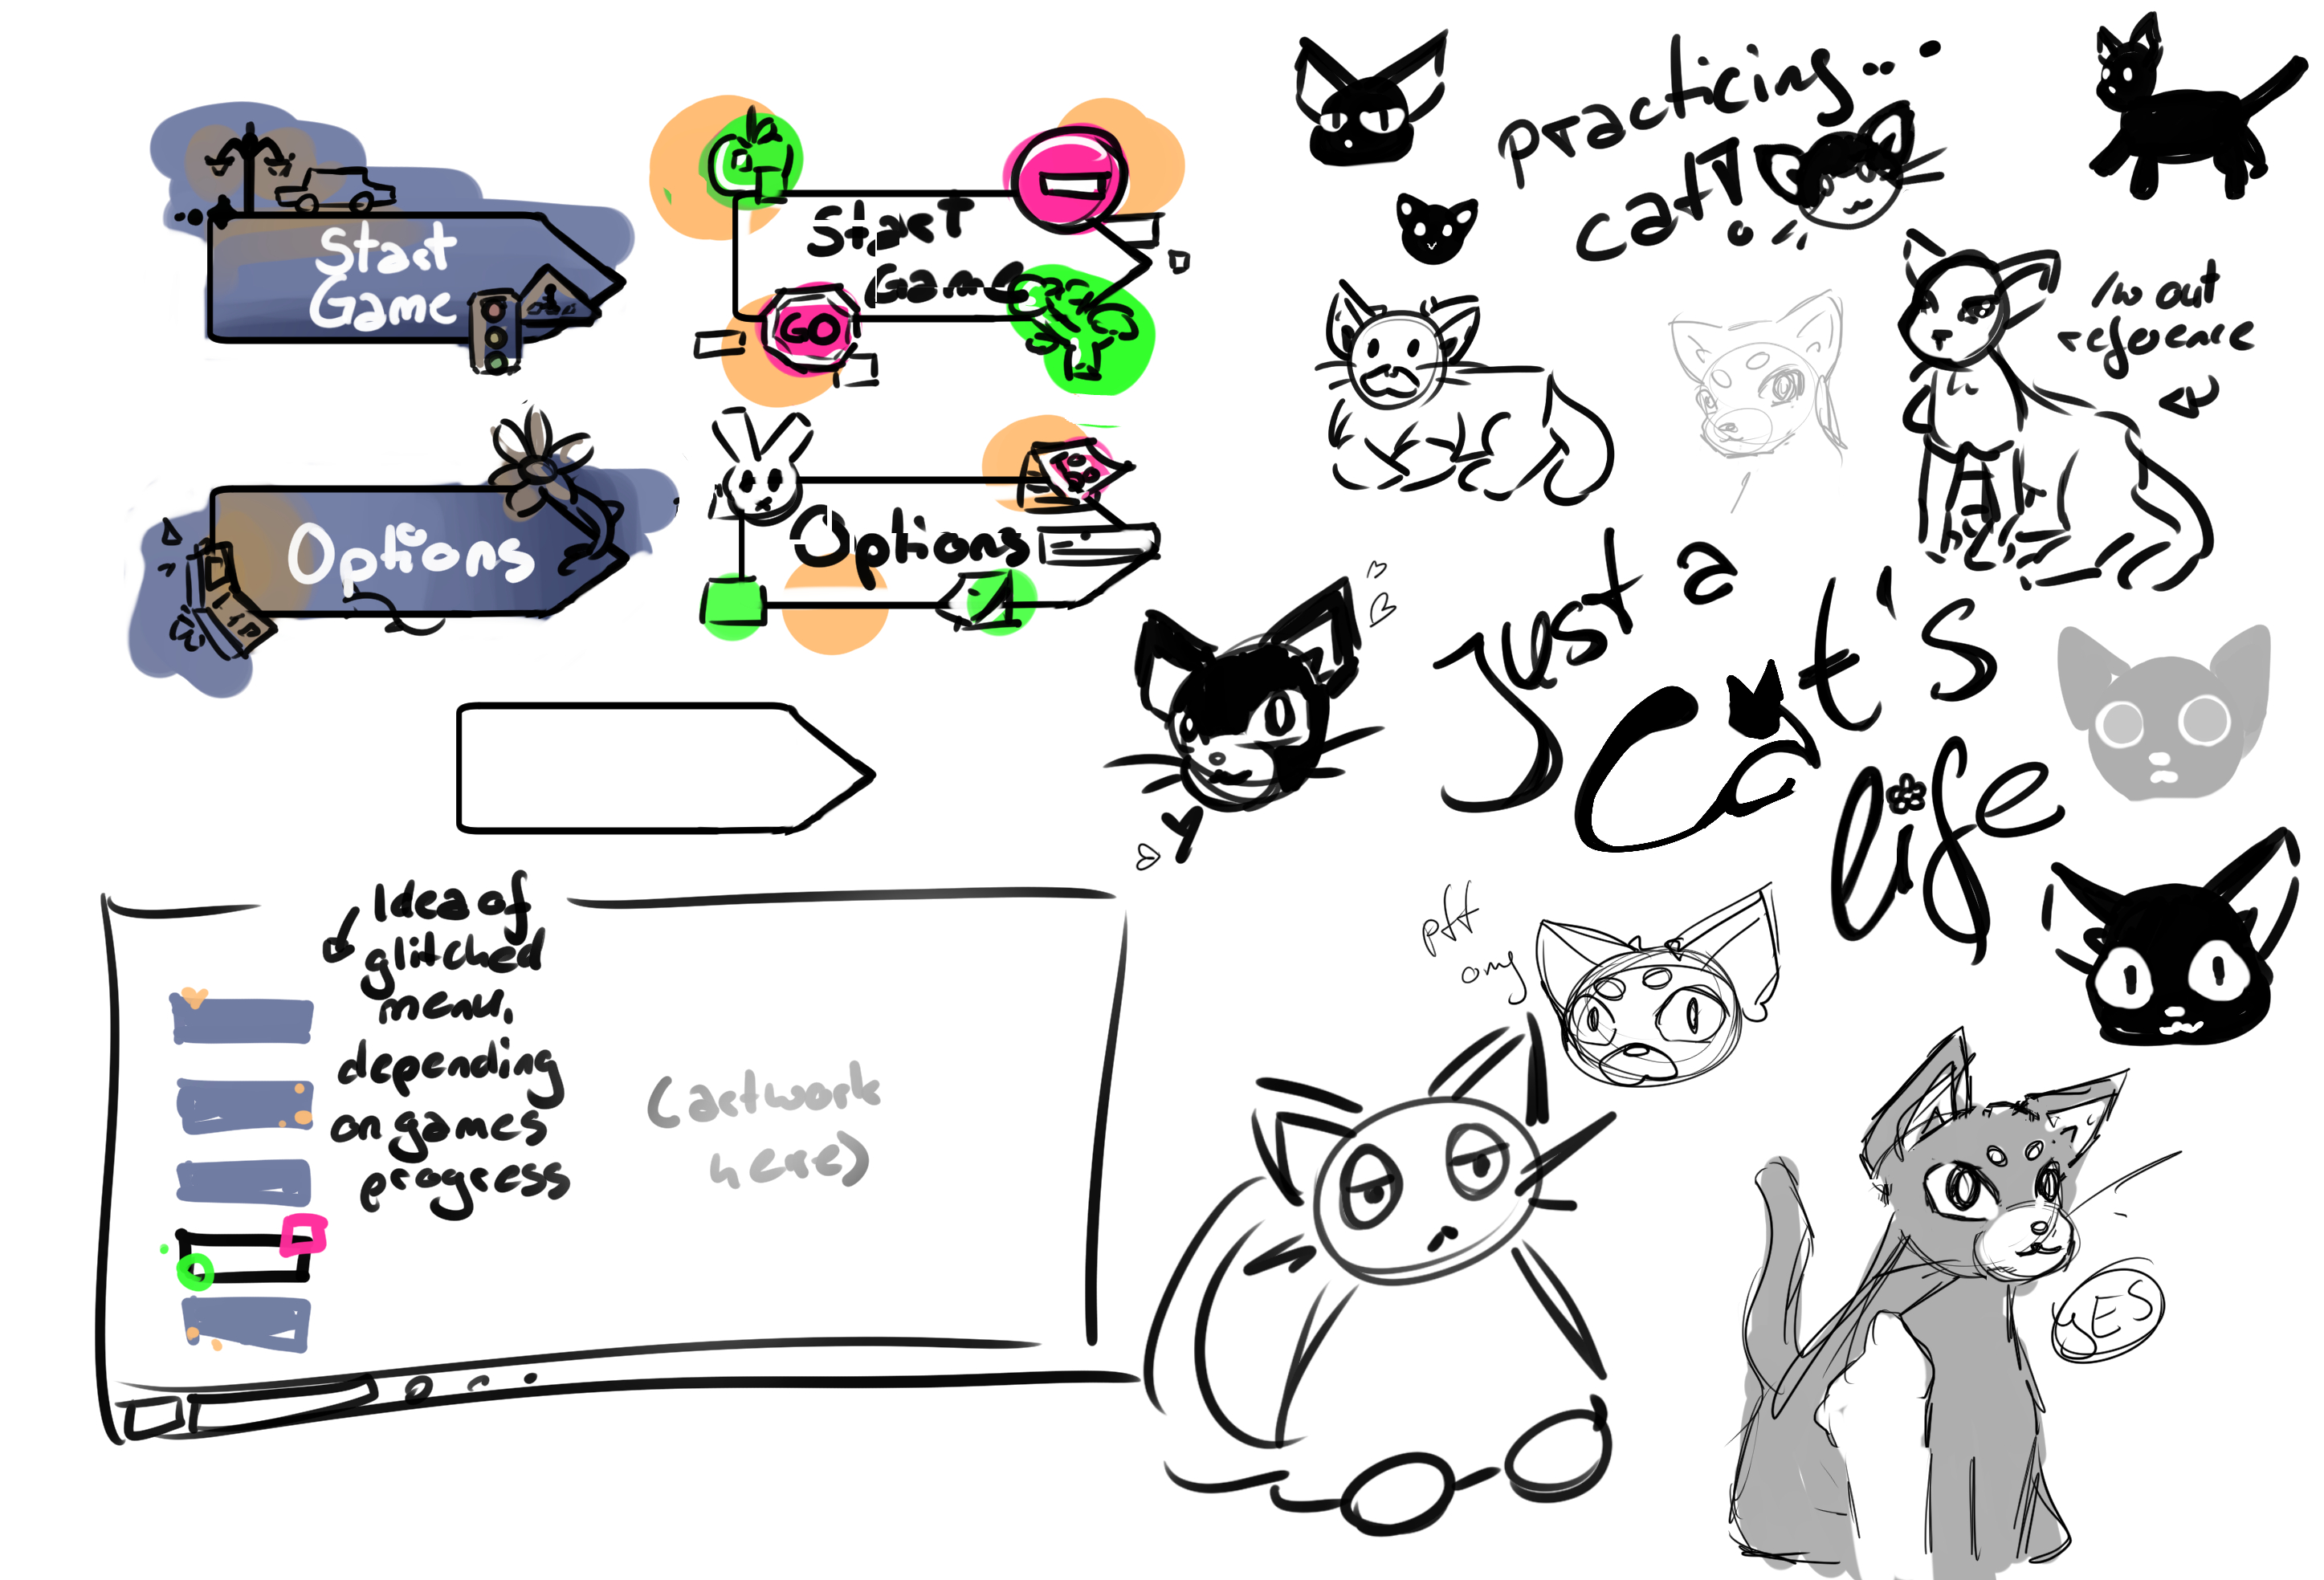 Start
Game
Start
Game
GO
Options
Options
Idea of
glitched
menu,
depending
on games
progress
(artwork
here)
practicing...
cat!!
/w out
reference
Just a
Cat's
life
pft
omg
YES